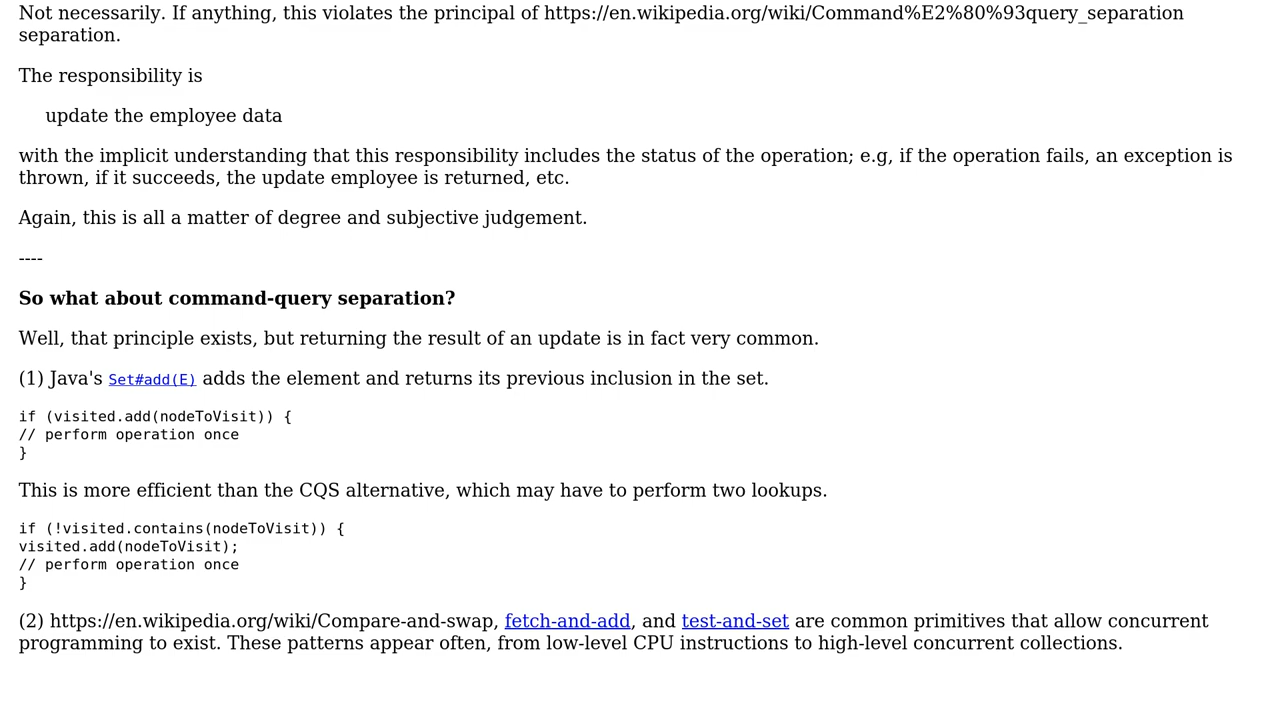 Not necessarily. If anything, this violates the principal of https://en.wikipedia.org/wiki/Command%E2%80%93query_separation
separation.
The responsibility is
update the employee data
with the implicit understanding that this responsibility includes the status of the operation; e.g, if the operation fails, an exception is
thrown, if it succeeds, the update employee is returned, etc.
Again, this is all a matter of degree and subjective judgement.
----
So what about command-query separation?
Well, that principle exists, but returning the result of an update is in fact very common.
(1) Java's Set#add(E) adds the element and returns its previous inclusion in the set.
if (visited.add(nodeToVisit)) {
// perform operation once
}
This is more efficient than the CQS alternative, which may have to perform two lookups.
if (!visited.contains(nodeToVisit)) {
visited.add(nodeToVisit);
// perform operation once
}
(2) https://en.wikipedia.org/wiki/Compare-and-swap, fetch-and-add, and test-and-set are common primitives that allow concurrent
programming to exist. These patterns appear often, from low-level CPU instructions to high-level concurrent collections.